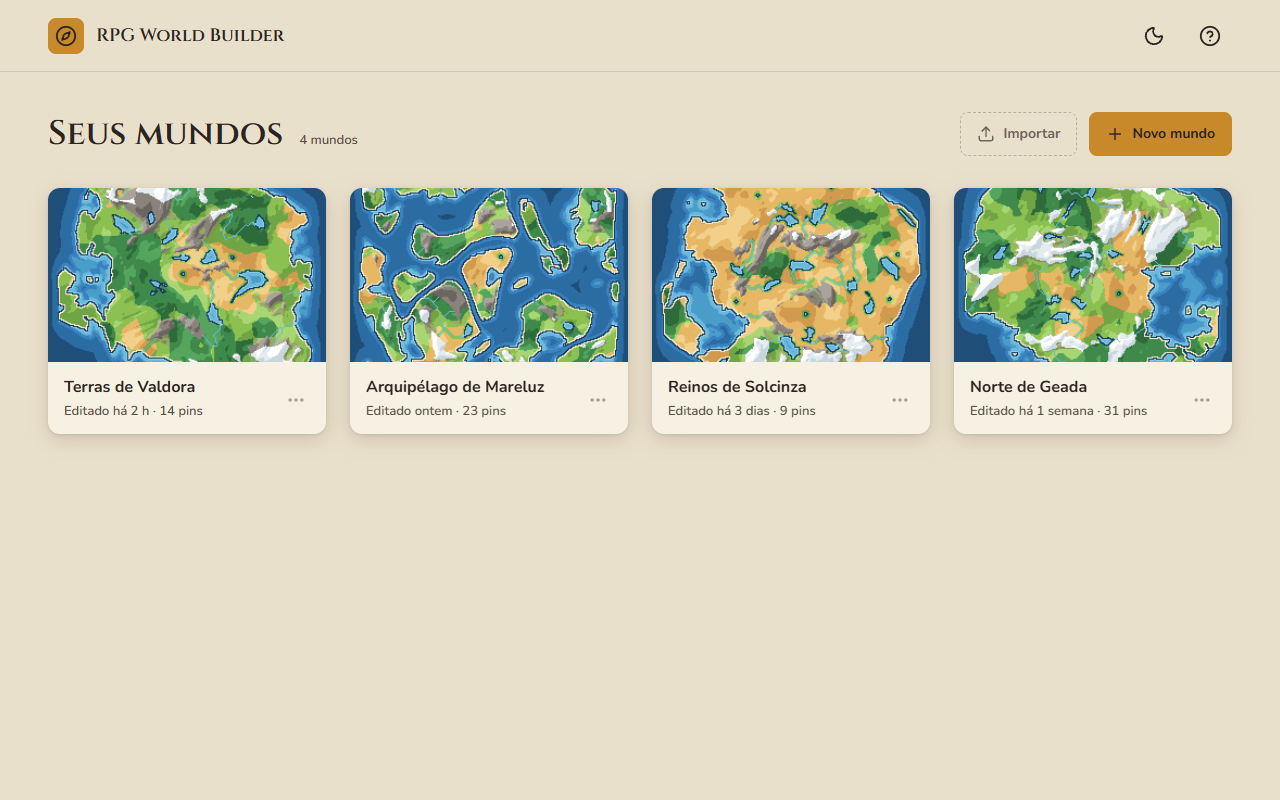 RPG World Builder
Seus mundos
4 mundos
Importar
Novo mundo
Terras de Valdora
Editado há 2 h · 14 pins
Arquipélago de Mareluz
Editado ontem · 23 pins
Reinos de Solcinza
Editado há 3 dias · 9 pins
Norte de Geada
Editado há 1 semana · 31 pins